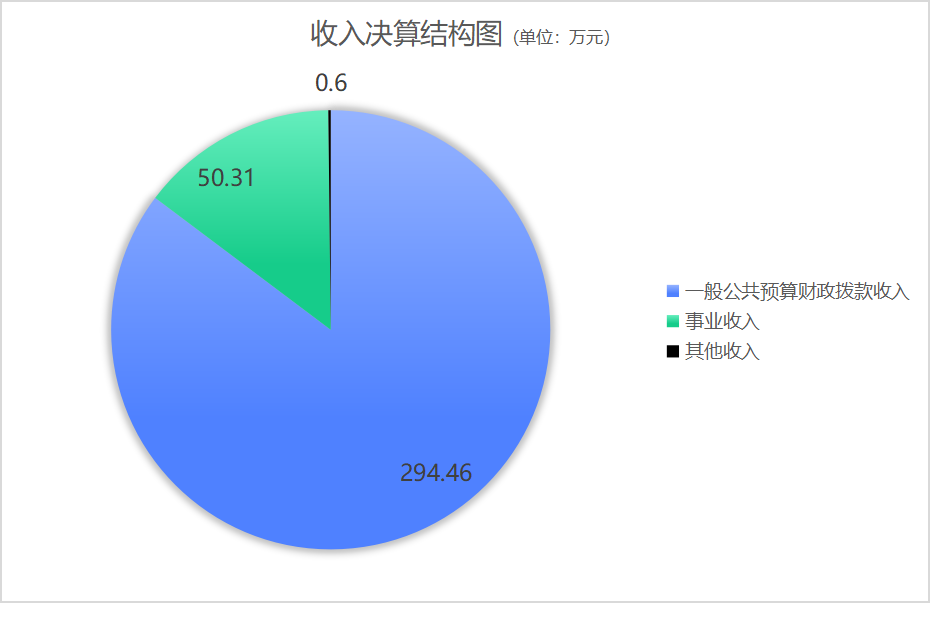 收入决算结构图（单位：万元）
0.6
50.31
294.46
一般公共预算财政拨款收入
事业收入
其他收入